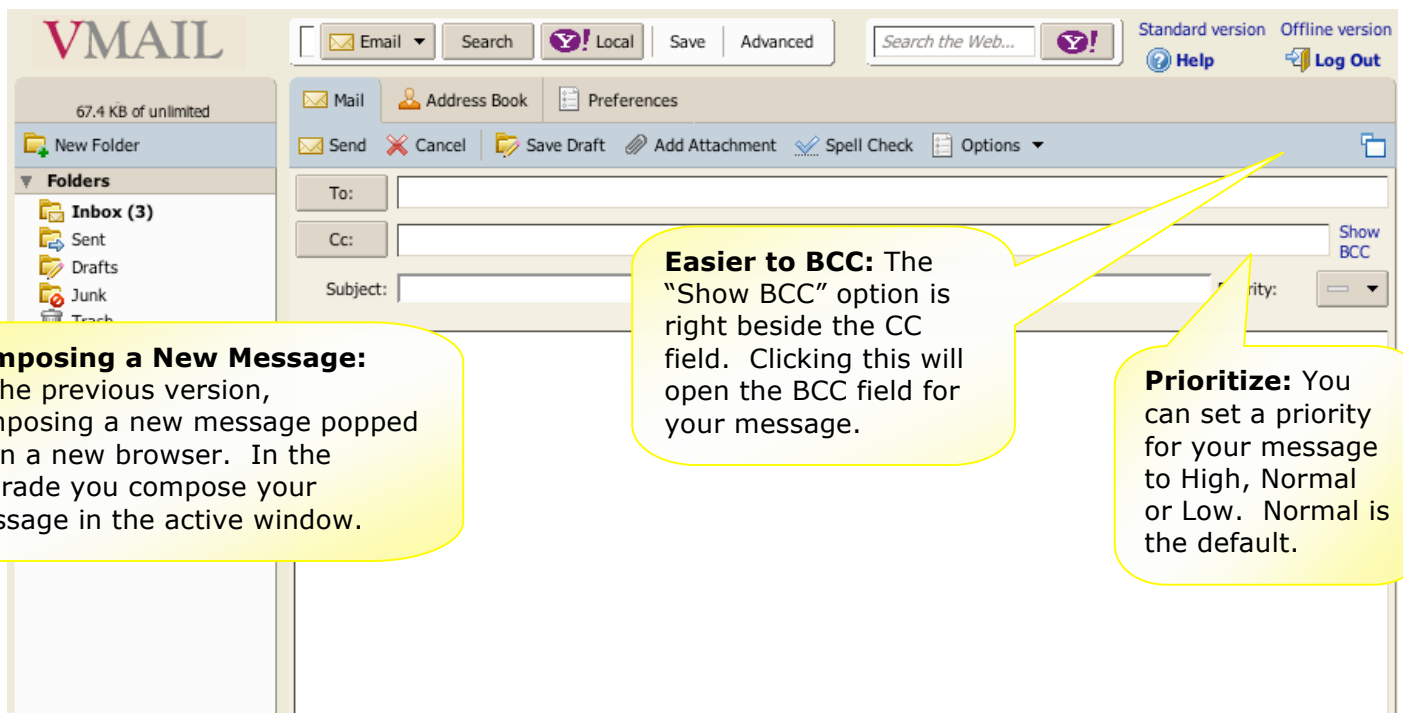 VMAIL
Email Search Y! Local Save Advanced Search the Web... Y! Standard version Offline version
Help Log Out
67.4 KB of unlimited
Mail Address Book Preferences
New Folder
Send Cancel Save Draft Add Attachment Spell Check Options
Folders
Inbox (3)
Sent
Drafts
Junk
Trash
To:
Cc:
Show
BCC
Subject:
rity:
Easier to BCC: The
“Show BCC” option is
right beside the CC
field. Clicking this will
open the BCC field for
your message.
mposing a New Message:
he previous version,
mposing a new message popped
n a new browser. In the
rade you compose your
ssage in the active window.
Prioritize: You
can set a priority
for your message
to High, Normal
or Low. Normal is
the default.